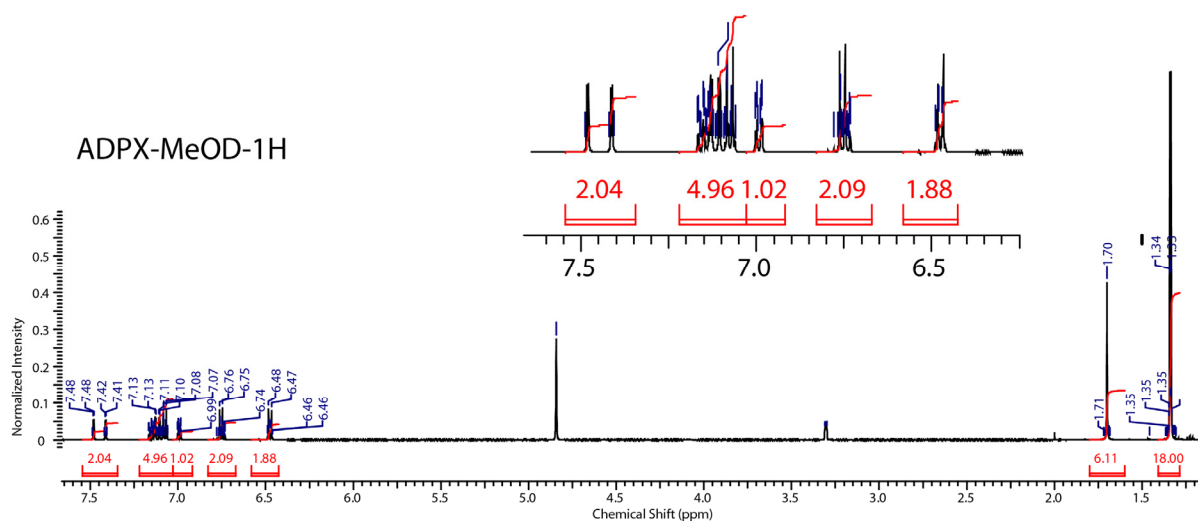 ADPX-MeOD-1H
2.04 4.96 1.02 2.09 1.88
7.5 7.0 6.5
Normalized Intensity
0.6
0.5
0.4
0.3
0.2
0.1
0
7.48 7.48 7.42 7.41 7.13 7.13 7.11 7.10 7.08 7.07 6.99 6.76 6.75 6.74 6.48 6.47 6.46 6.46
1.71 1.70 1.35 1.35 1.35 1.34 1.33
2.04 4.96 1.02 2.09 1.88 6.11 18.00
7.5 7.0 6.5 6.0 5.5 5.0 4.5 4.0 3.5 3.0 2.5 2.0 1.5
Chemical Shift (ppm)